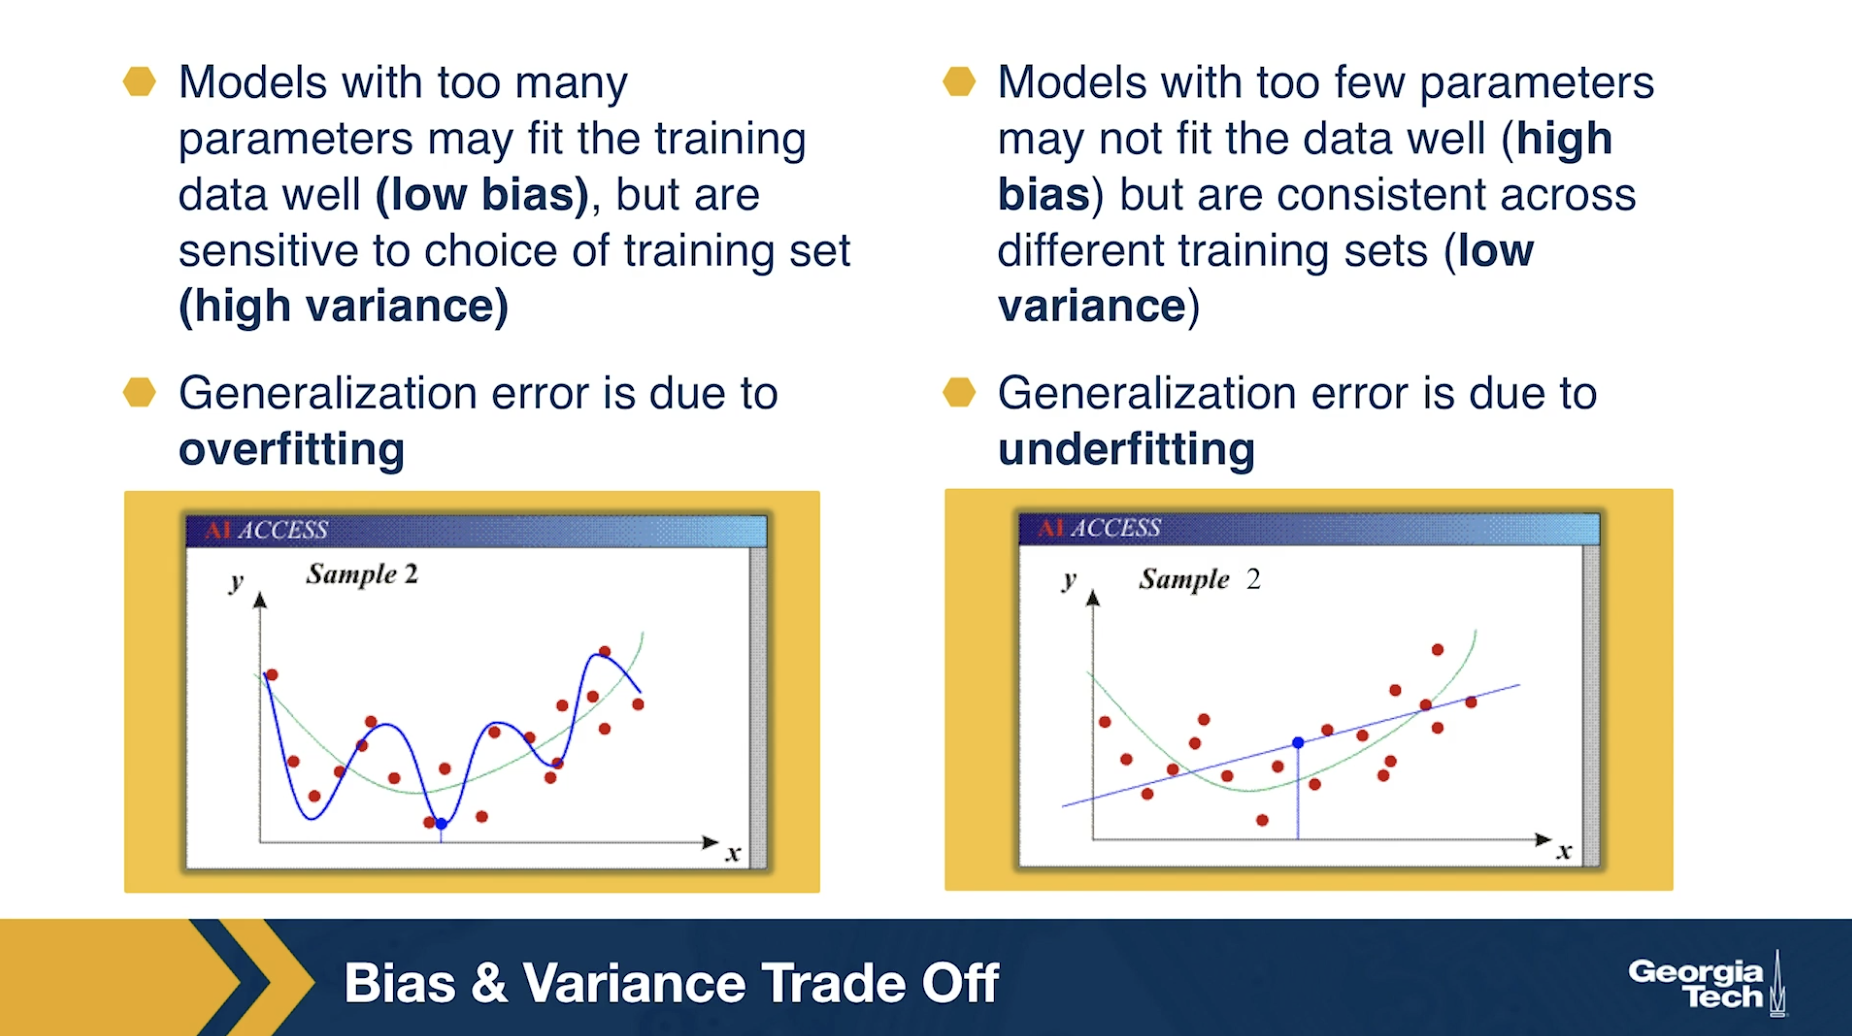 Models with too many
parameters may fit the training
data well (low bias), but are
sensitive to choice of training set
(high variance)
Generalization error is due to
overfitting
AI ACCESS
y
Sample 2
x
Models with too few parameters
may not fit the data well (high
bias) but are consistent across
different training sets (low
variance)
Generalization error is due to
underfitting
AI ACCESS
y
Sample 2
x
Bias & Variance Trade Off
Georgia
Tech